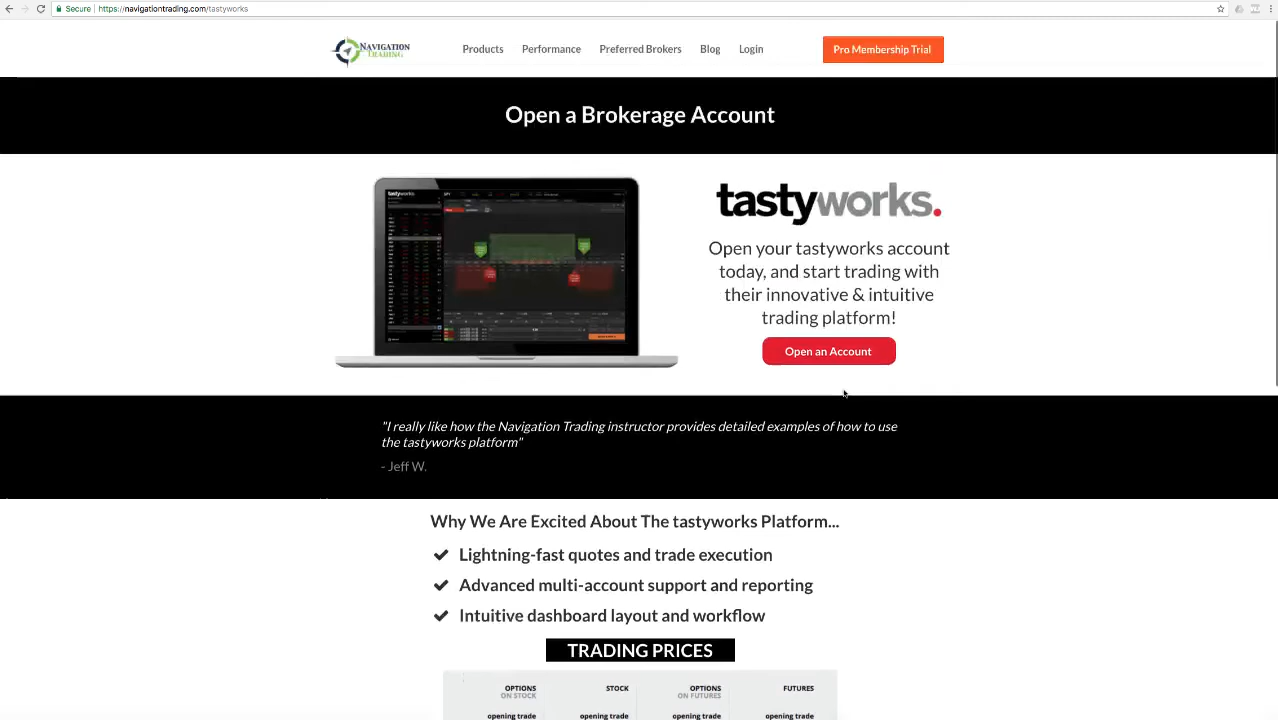 Secure https://navigationtrading.com/tastyworks
NAVIGATION
TRADING
Products Performance Preferred Brokers Blog Login
Pro Membership Trial
Open a Brokerage Account
tastyworks
tastyworks.
Open your tastyworks account
today, and start trading with
their innovative & intuitive
trading platform!
Open an Account
"I really like how the Navigation Trading instructor provides detailed examples of how to use
the tastyworks platform"
- Jeff W.
Why We Are Excited About The tastyworks Platform...
Lightning-fast quotes and trade execution
Advanced multi-account support and reporting
Intuitive dashboard layout and workflow
TRADING PRICES
OPTIONS STOCK OPTIONS FUTURES
ON STOCK ON FUTURES
opening trade opening trade opening trade opening trade